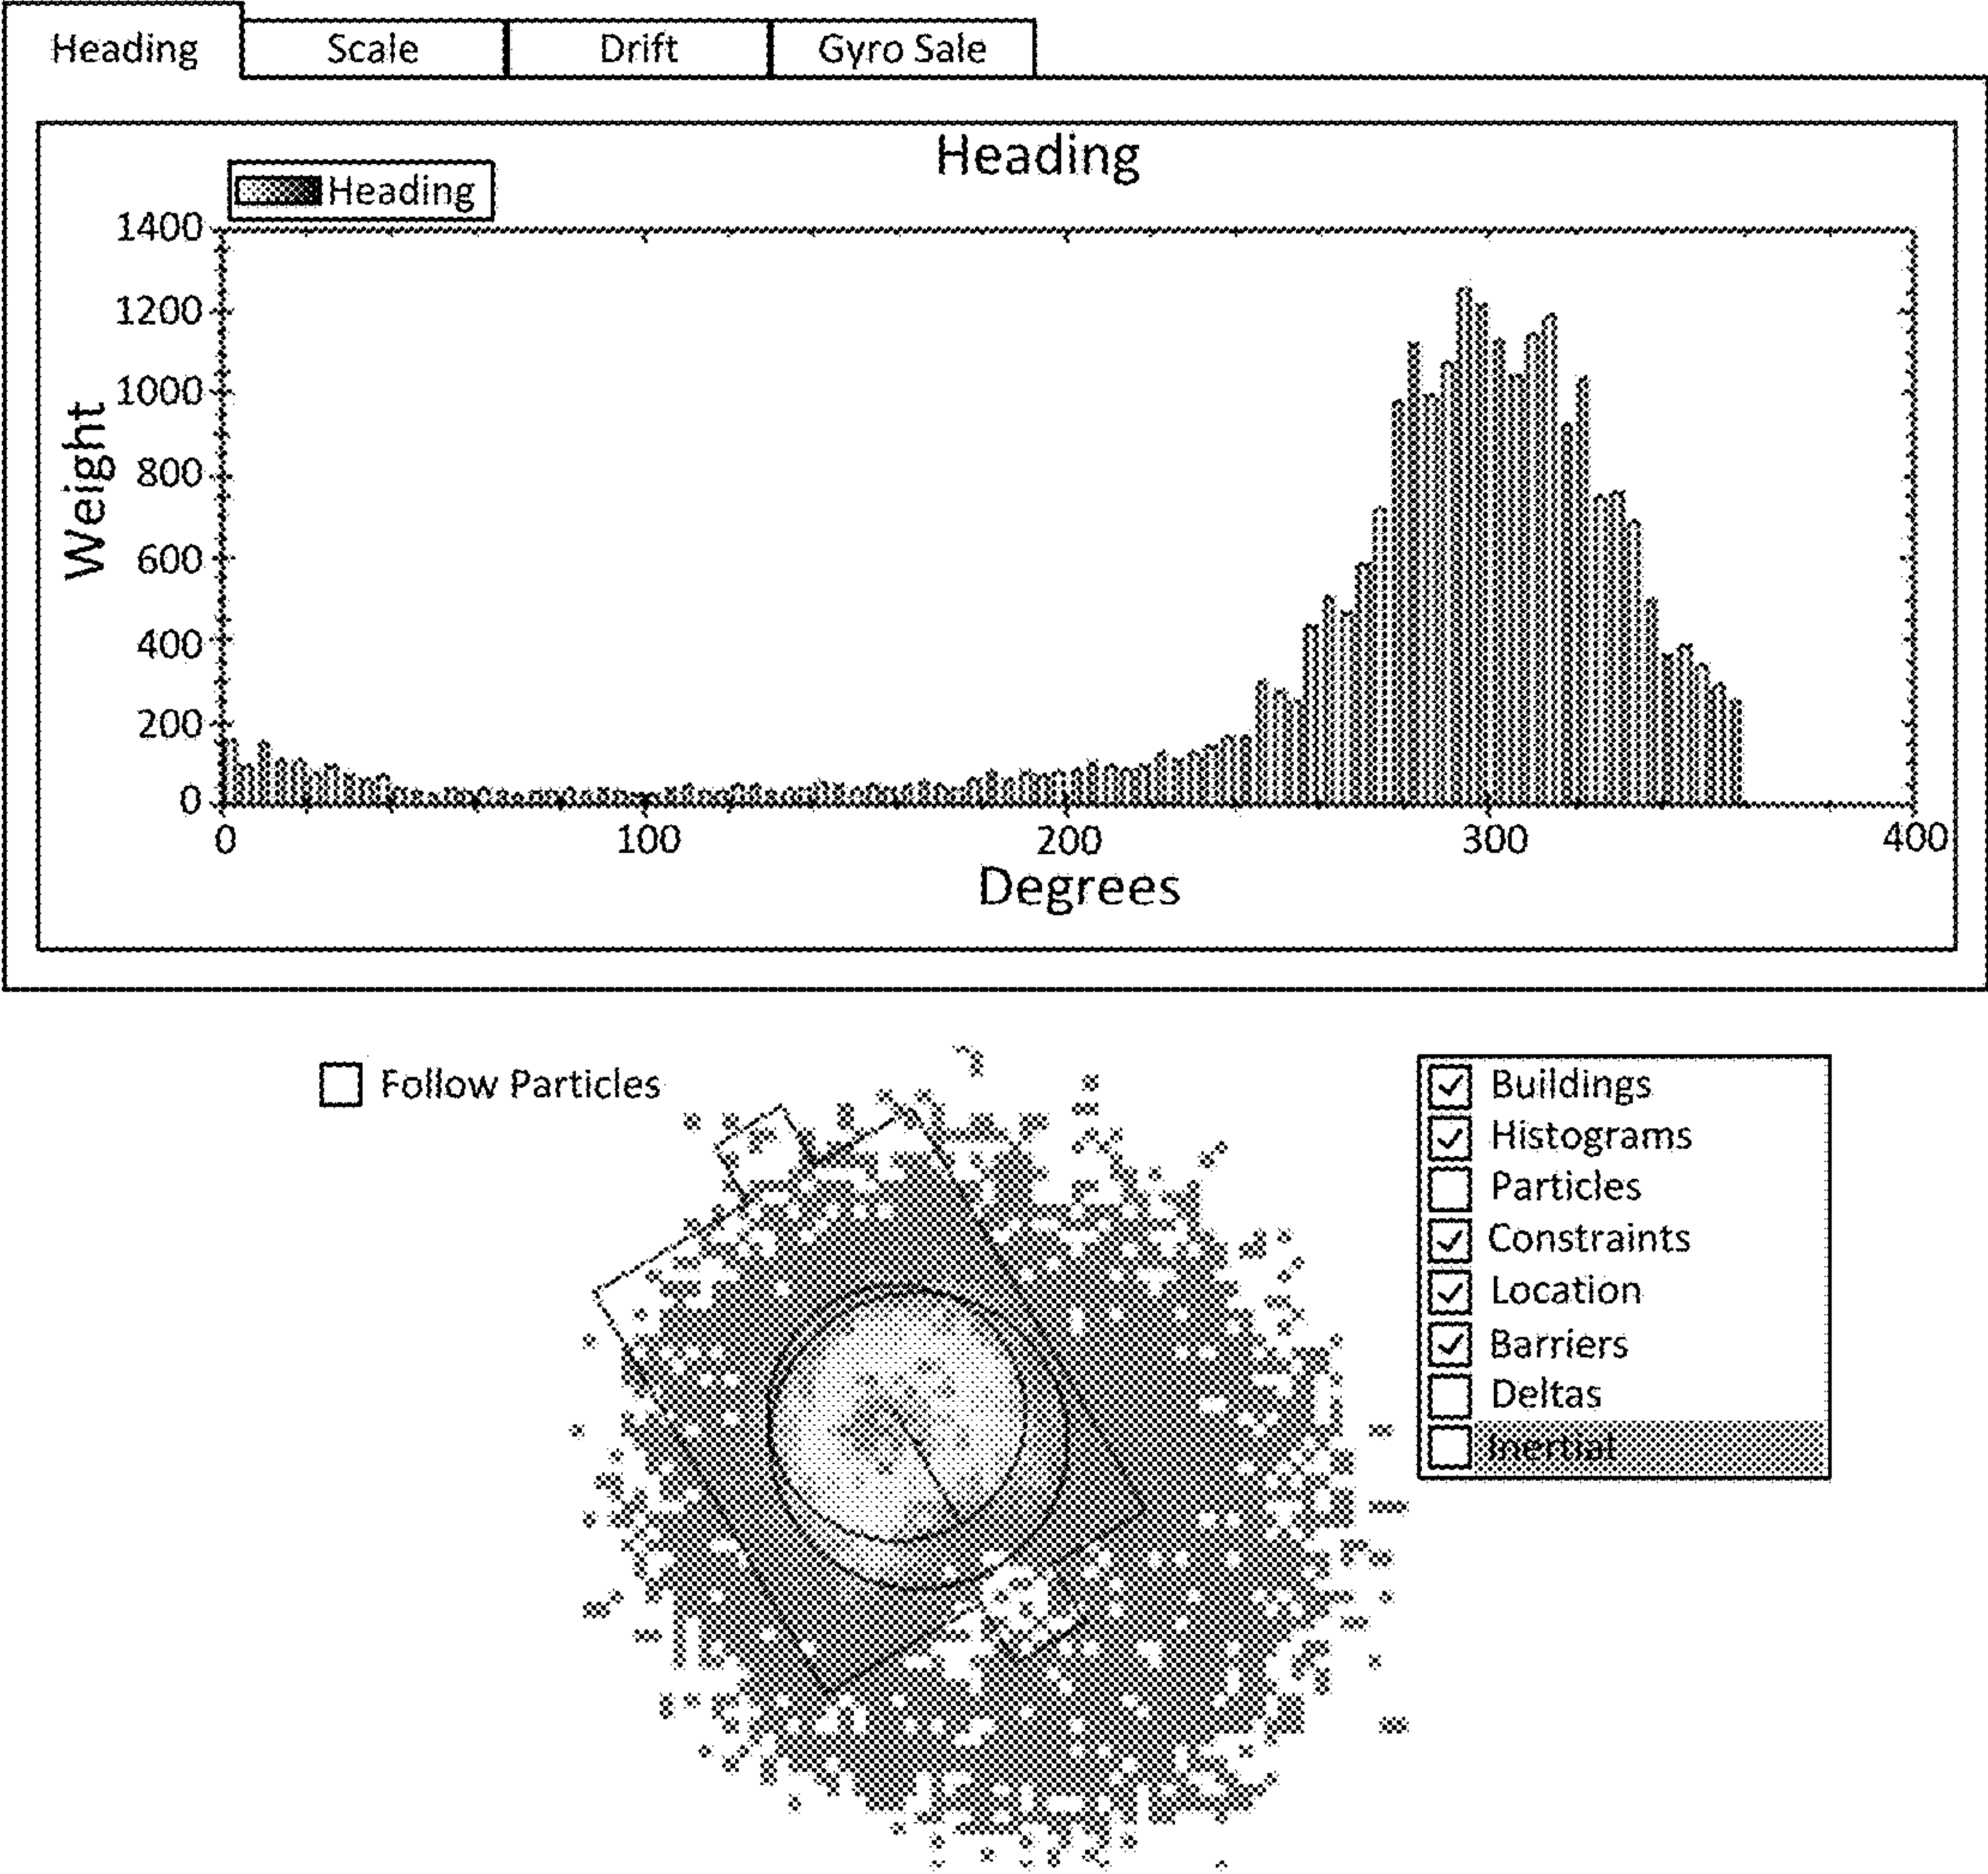 Heading Scale Drift Gyro Sale
Heading
Heading
1400
1200
1000
800
600
400
200
0
Weight
0 100 200 300 400
Degrees
Follow Particles
Buildings
Histograms
Particles
Constraints
Location
Barriers
Deltas
Inertial